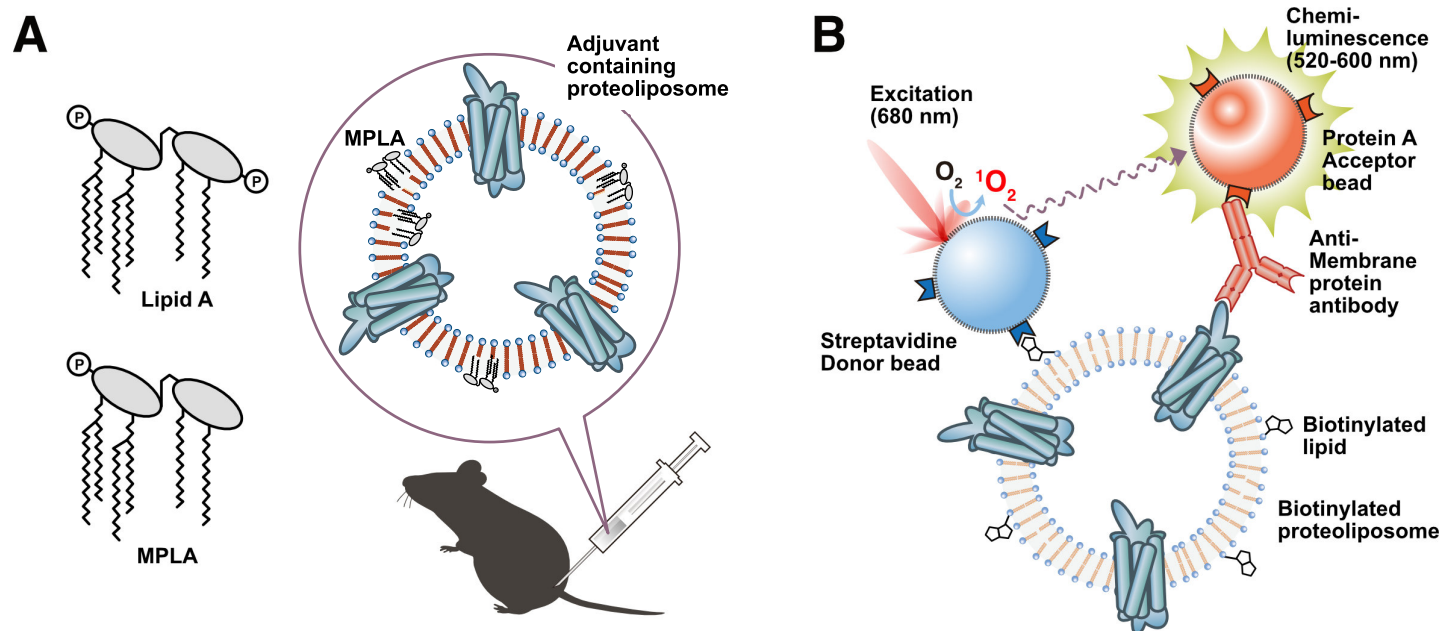 A
P
P
Lipid A
P
MPLA
Adjuvant
containing
proteoliposome
MPLA
B
Excitation
(680 nm)
O2
1O2
Streptavidine
Donor bead
Chemi-
luminescence
(520-600 nm)
Protein A
Acceptor
bead
Anti-
Membrane
protein
antibody
Biotinylated
lipid
Biotinylated
proteoliposome